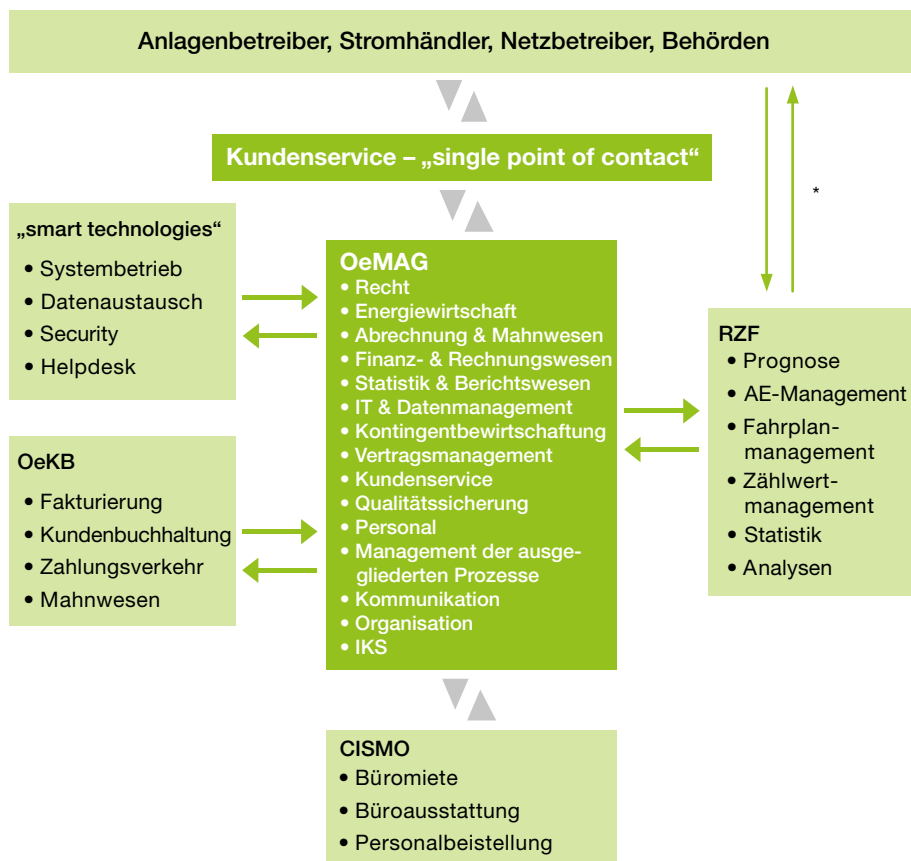 Anlagenbetreiber, Stromhändler, Netzbetreiber, Behörden
Kundenservice – „single point of contact“
*
„smart technologies“
• Systembetrieb
• Datenaustausch
• Security
• Helpdesk
OeKB
• Fakturierung
• Kundenbuchhaltung
• Zahlungsverkehr
• Mahnwesen
OeMAG
• Recht
• Energiewirtschaft
• Abrechnung & Mahnwesen
• Finanz- & Rechnungswesen
• Statistik & Berichtswesen
• IT & Datenmanagement
• Kontingentbewirtschaftung
• Vertragsmanagement
• Kundenservice
• Qualitätssicherung
• Personal
• Management der ausge-
gliederten Prozesse
• Kommunikation
• Organisation
• IKS
RZF
• Prognose
• AE-Management
• Fahrplan-
management
• Zählwert-
management
• Statistik
• Analysen
CISMO
• Büromiete
• Büroausstattung
• Personalbeistellung